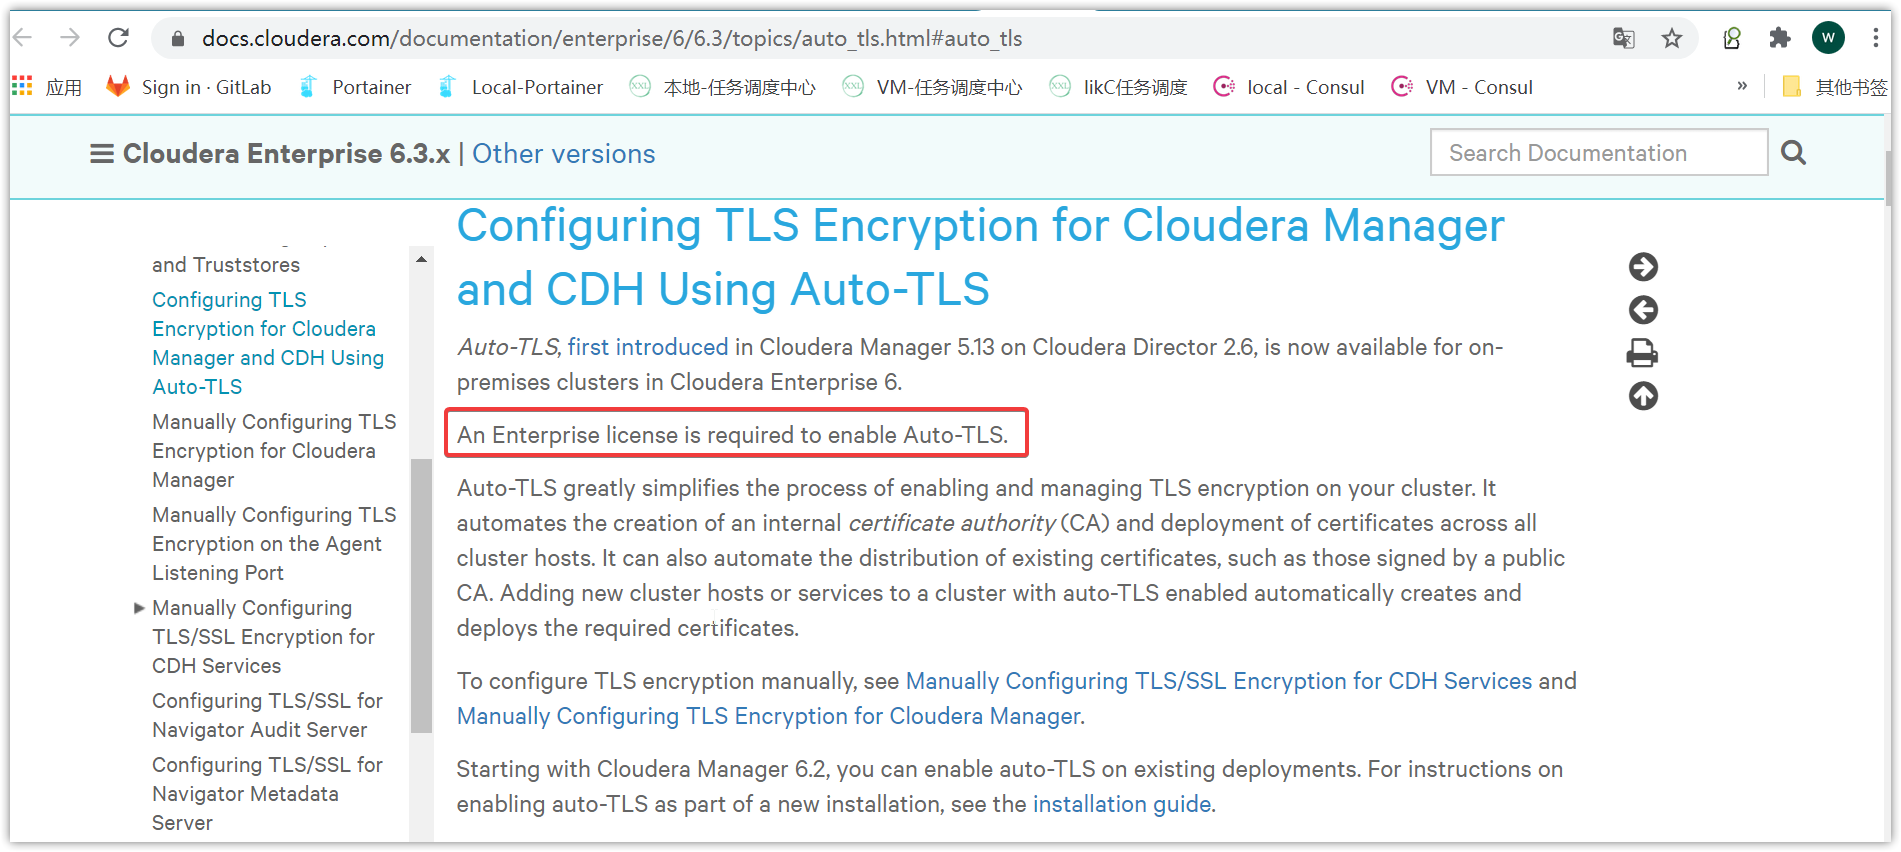 docs.cloudera.com/documentation/enterprise/6/6.3/topics/auto_tls.html#auto_tls
W
应用 Sign in · GitLab Portainer Local-Portainer XXL 本地-任务调度中心 XXL VM-任务调度中心 XXL likC任务调度 local - Consul VM - Consul » 其他书签
Cloudera Enterprise 6.3.x | Other versions
Search Documentation
and Truststores
Configuring TLS
Encryption for Cloudera
Manager and CDH Using
Auto-TLS
Manually Configuring TLS
Encryption for Cloudera
Manager
Manually Configuring TLS
Encryption on the Agent
Listening Port
Manually Configuring
TLS/SSL Encryption for
CDH Services
Configuring TLS/SSL for
Navigator Audit Server
Configuring TLS/SSL for
Navigator Metadata
Server
Configuring TLS Encryption for Cloudera Manager
and CDH Using Auto-TLS
Auto-TLS, first introduced in Cloudera Manager 5.13 on Cloudera Director 2.6, is now available for on-
premises clusters in Cloudera Enterprise 6.
An Enterprise license is required to enable Auto-TLS.
Auto-TLS greatly simplifies the process of enabling and managing TLS encryption on your cluster. It
automates the creation of an internal certificate authority (CA) and deployment of certificates across all
cluster hosts. It can also automate the distribution of existing certificates, such as those signed by a public
CA. Adding new cluster hosts or services to a cluster with auto-TLS enabled automatically creates and
deploys the required certificates.
To configure TLS encryption manually, see Manually Configuring TLS/SSL Encryption for CDH Services and
Manually Configuring TLS Encryption for Cloudera Manager.
Starting with Cloudera Manager 6.2, you can enable auto-TLS on existing deployments. For instructions on
enabling auto-TLS as part of a new installation, see the installation guide.